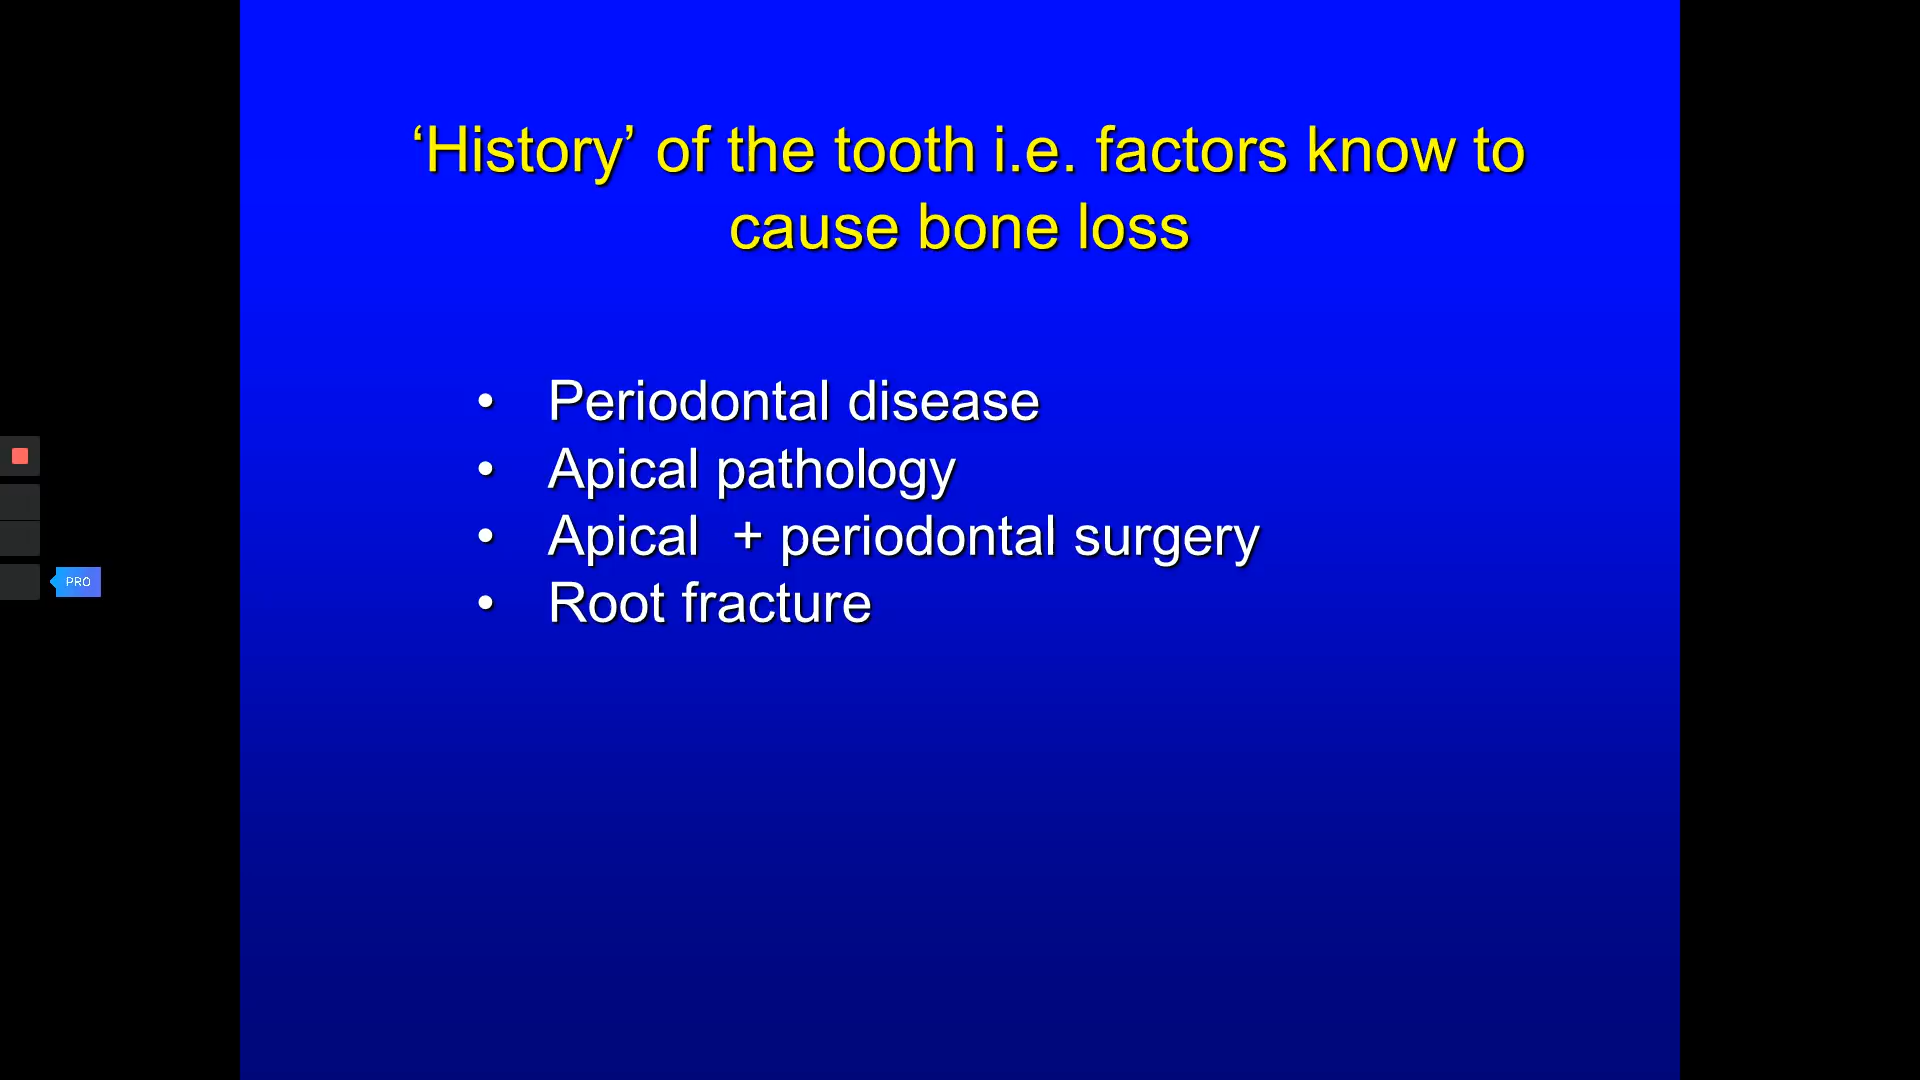 ‘History’ of the tooth i.e. factors know to
cause bone loss
• Periodontal disease
• Apical pathology
• Apical  + periodontal surgery
• Root fracture
PRO